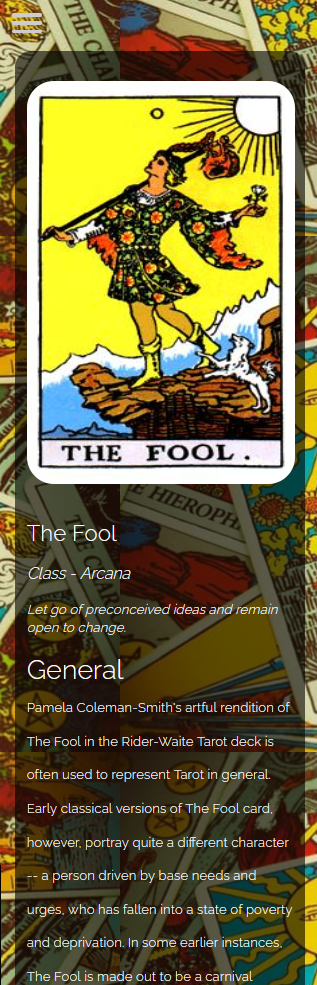 THE CHA
THE FOOL.
E HIEROPH
The Fool
Class - Arcana
Let go of preconceived ideas and remain
open to change.
General
Pamela Coleman-Smith's artful rendition of
The Fool in the Rider-Waite Tarot deck is
often used to represent Tarot in general.
Early classical versions of The Fool card,
however, portray quite a different character
-- a person driven by base needs and
urges, who has fallen into a state of poverty
and deprivation. In some earlier instances,
The Fool is made out to be a carnival